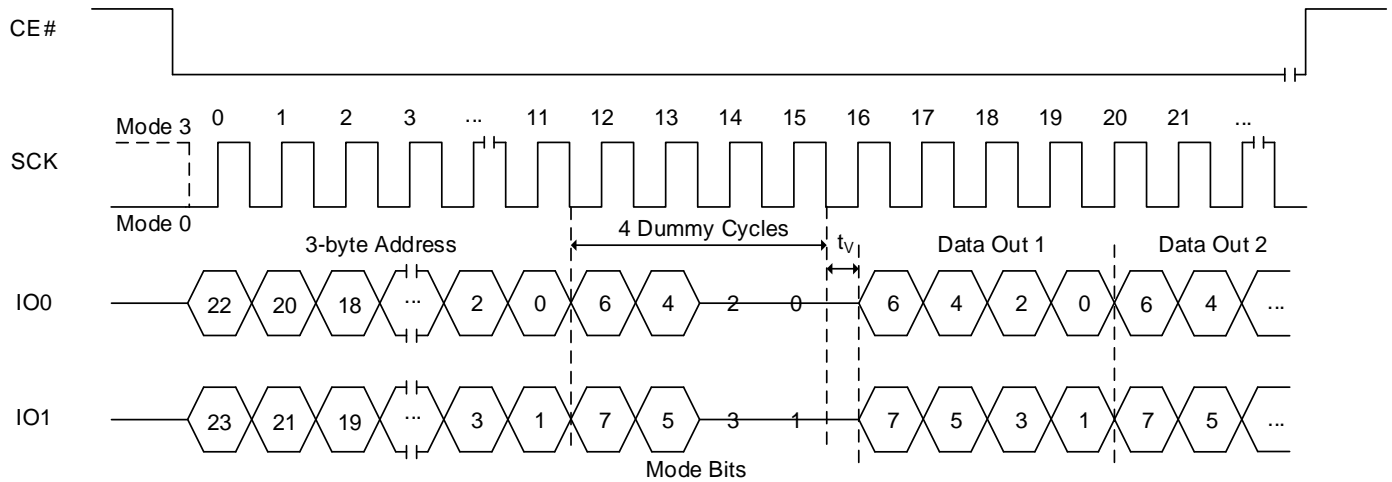 CE#
Mode 3 0 1 2 3 ... 11 12 13 14 15 16 17 18 19 20 21 ...
SCK
Mode 0
3-byte Address 4 Dummy Cycles tV Data Out 1 Data Out 2
IO0 22 20 18 ... 2 0 6 4 2 0 6 4 2 0 6 4 ...
IO1 23 21 19 ... 3 1 7 5 3 1 7 5 3 1 7 5 ...
Mode Bits